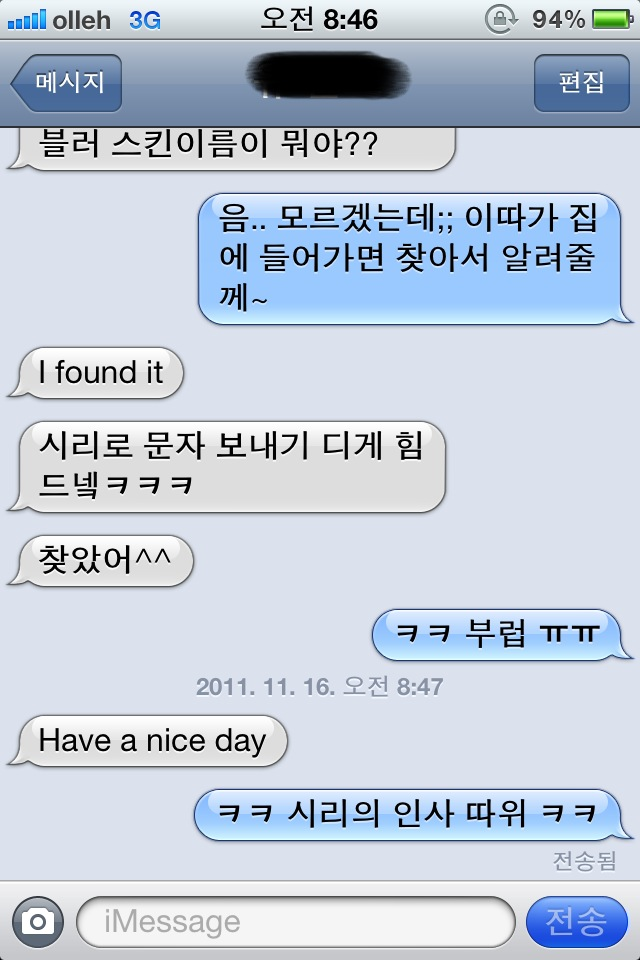 olleh 3G 오전 8:46 94%
메시지 편집
블러 스킨이름이 뭐야??
음.. 모르겠는데;; 이따가 집
에 들어가면 찾아서 알려줄
께~
I found it
시리로 문자 보내기 디게 힘
드넼ㅋㅋㅋ
찾았어^^
ㅋㅋ 부럽 ㅠㅠ
2011. 11. 16. 오전 8:47
Have a nice day
ㅋㅋ 시리의 인사 따위 ㅋㅋ
전송됨
iMessage 전송